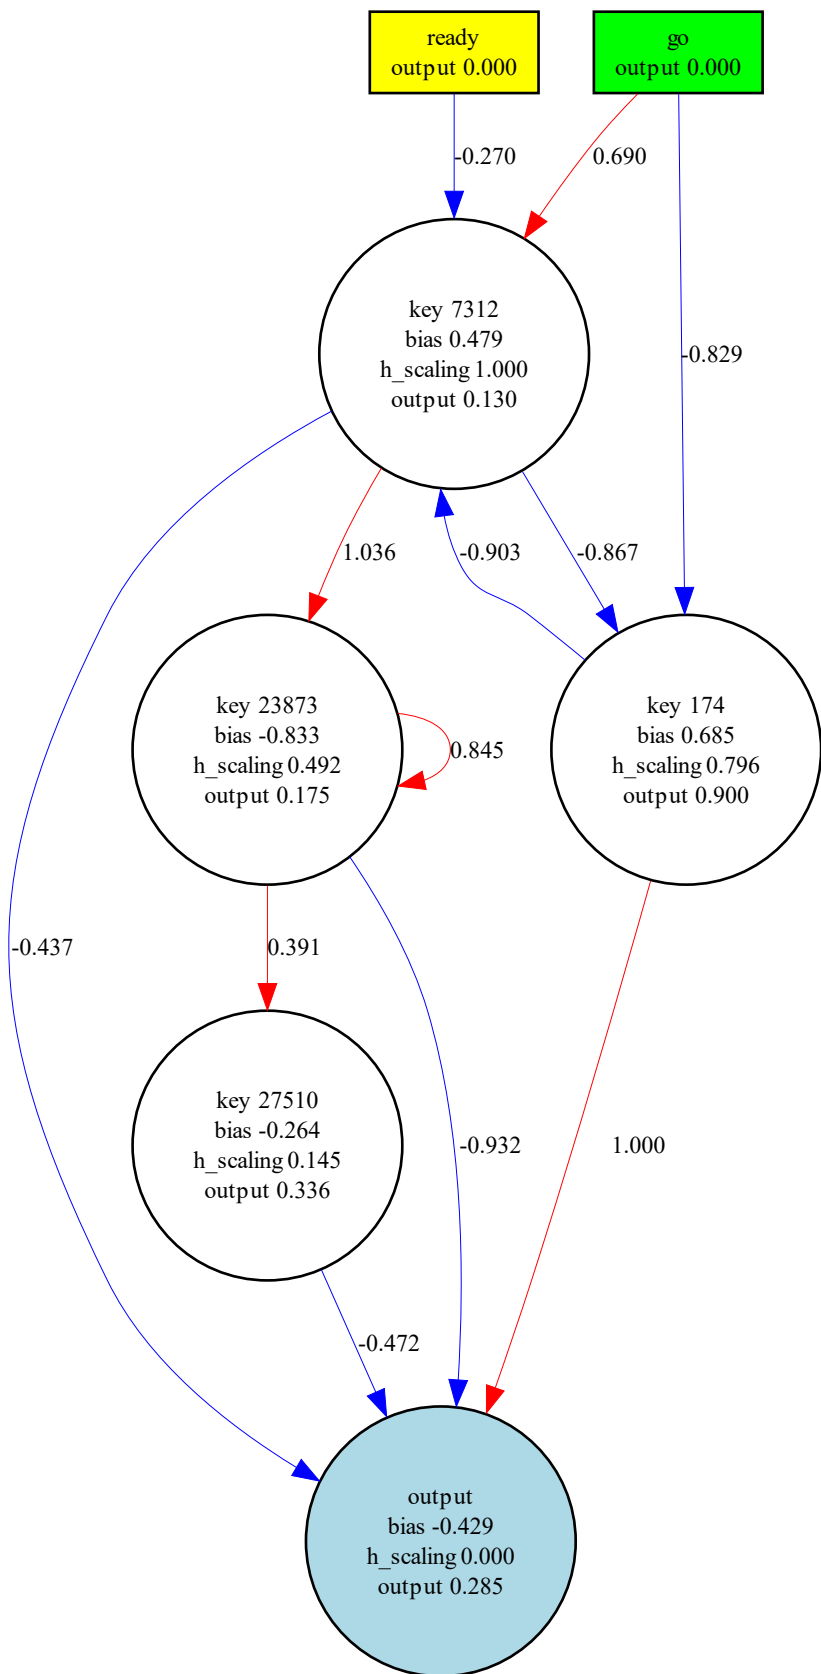 ready
output 0.000
go
output 0.000
-0.270
0.690
key 7312
bias 0.479
h_scaling 1.000
output 0.130
-0.829
1.036
-0.903
-0.867
key 23873
bias -0.833
h_scaling 0.492
output 0.175
0.845
key 174
bias 0.685
h_scaling 0.796
output 0.900
-0.437
0.391
key 27510
bias -0.264
h_scaling 0.145
output 0.336
-0.932
1.000
-0.472
output
bias -0.429
h_scaling 0.000
output 0.285